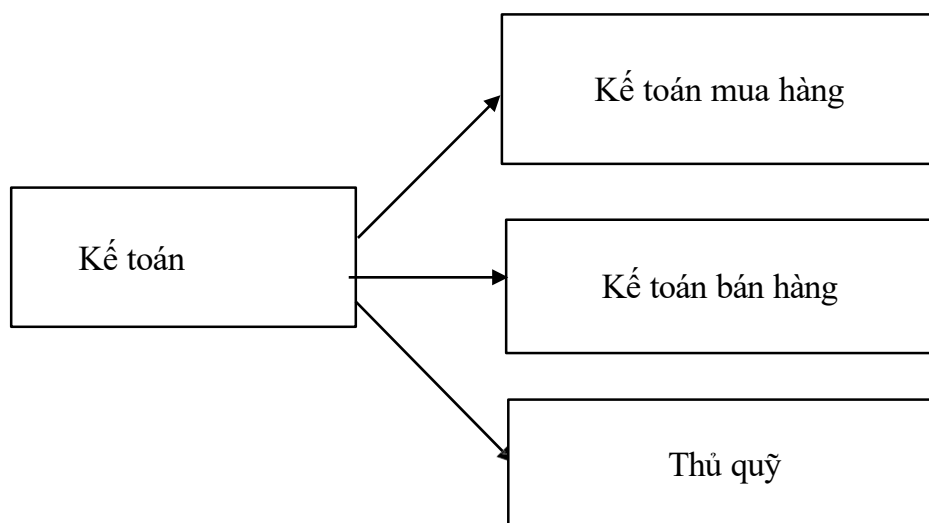 Kế toán mua hàng
Kế toán
Kế toán bán hàng
Thủ quỹ